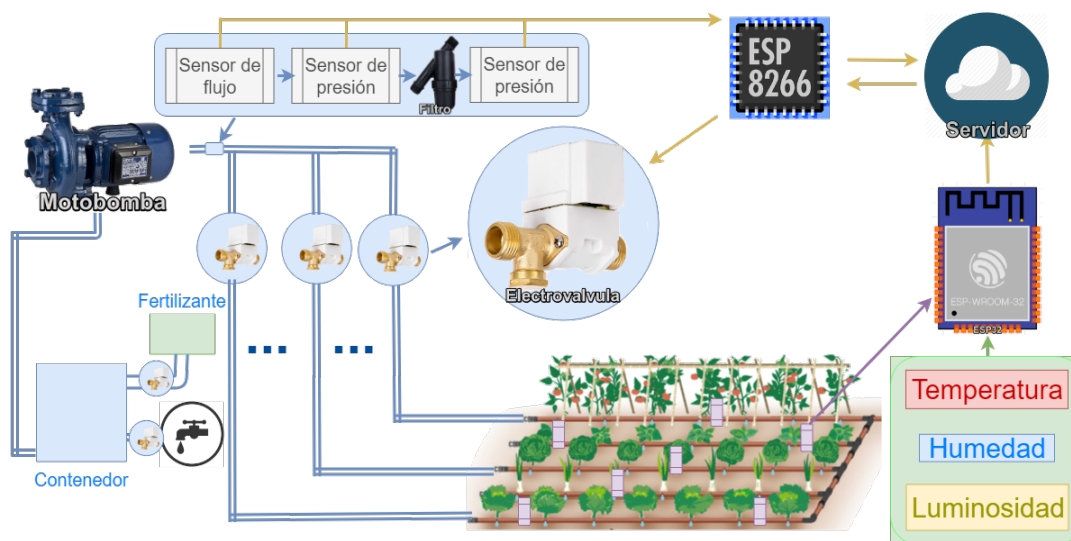 Sensor de
flujo
Sensor de
presión
Filtro
Sensor de
presión
ESP
8266
Servidor
Motobomba
Electrovalvula
ESP-WROOM-32
ESP32
Fertilizante
Contenedor
Temperatura
Humedad
Luminosidad